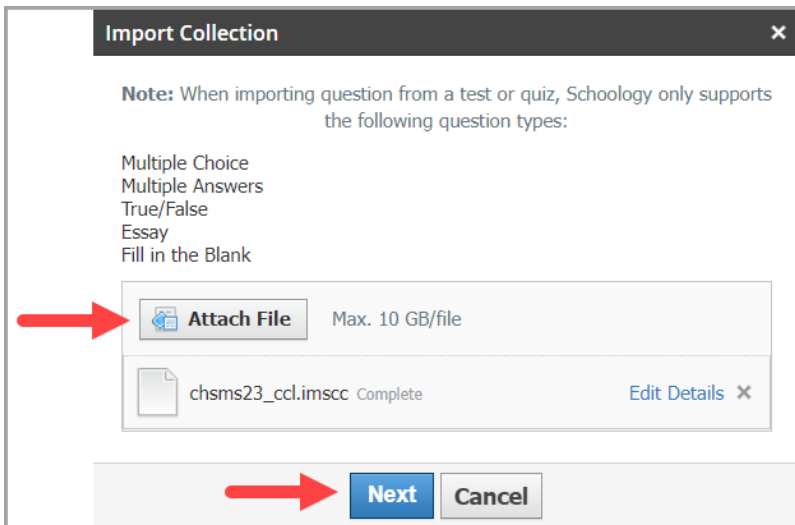 Import Collection ×
Note: When importing question from a test or quiz, Schoology only supports
the following question types:
Multiple Choice
Multiple Answers
True/False
Essay
Fill in the Blank
Attach File Max. 10 GB/file
chsms23_ccl.imscc Complete Edit Details ×
Next Cancel